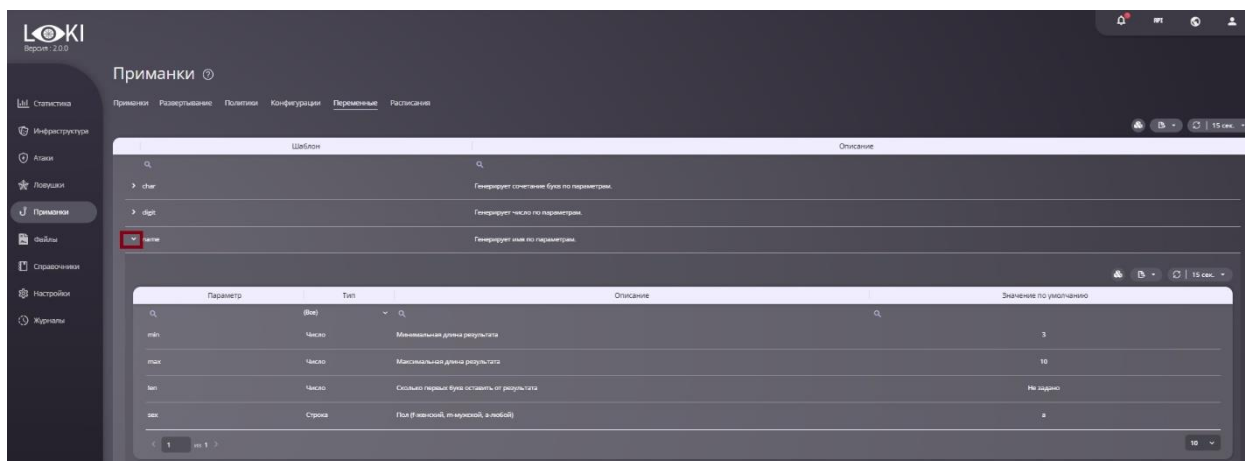 LOKI
Версия : 2.0.0
Приманки
Статистика
Инфраструктура
Атаки
Ловушки
Приманки
Файлы
Справочники
Настройки
Журналы
Приманки Развертывание Политики Конфигурации Переменные Расписания
15 сек.
Шаблон Описание
char Генерирует сочетание букв по параметрам.
digit Генерирует число по параметрам.
name Генерирует имя по параметрам.
15 сек.
Параметр Тип Описание Значение по умолчанию
(Все)
min Число Минимальная длина результата 3
max Число Максимальная длина результата 10
len Число Сколько первых букв оставить от результата Не задано
sex Строка Пол (f-женский, m-мужской, a-любой) a
1 из 1
10